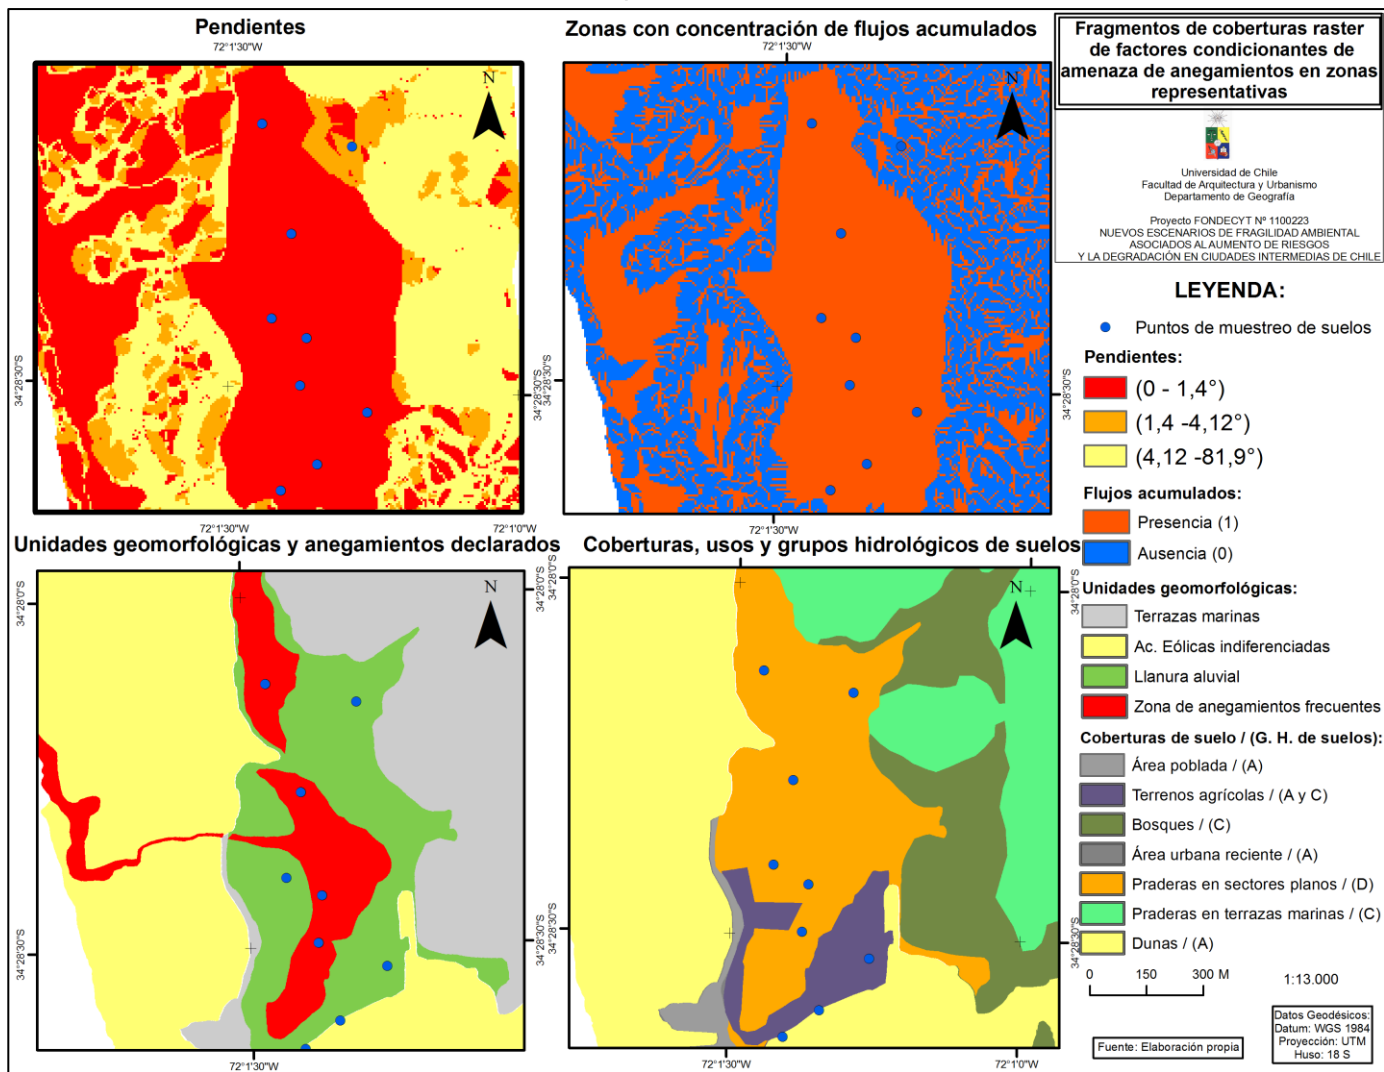 Pendientes
72°1'30"W
N
34°28'30"S
34°28'30"S
72°1'30"W
72°1'0"W
Zonas con concentración de flujos acumulados
72°1'30"W
N
34°28'30"S
34°28'30"S
72°1'30"W
Fragmentos de coberturas raster
de factores condicionantes de
amenaza de anegamientos en zonas
representativas
Universidad de Chile
Facultad de Arquitectura y Urbanismo
Departamento de Geografía
Proyecto FONDECYT Nº 1100223
NUEVOS ESCENARIOS DE FRAGILIDAD AMBIENTAL
ASOCIADOS AL AUMENTO DE RIESGOS
Y LA DEGRADACIÓN EN CIUDADES INTERMEDIAS DE CHILE
LEYENDA:
Puntos de muestreo de suelos
Pendientes:
(0 - 1,4°)
(1,4 -4,12°)
(4,12 -81,9°)
Flujos acumulados:
Presencia (1)
Ausencia (0)
Unidades geomorfológicas:
Terrazas marinas
Ac. Eólicas indiferenciadas
Llanura aluvial
Zona de anegamientos frecuentes
Coberturas de suelo / (G. H. de suelos):
Área poblada / (A)
Terrenos agrícolas / (A y C)
Bosques / (C)
Área urbana reciente / (A)
Praderas en sectores planos / (D)
Praderas en terrazas marinas / (C)
Dunas / (A)
0 150 300 M
1:13.000
Fuente: Elaboración propia
Datos Geodésicos:
Datum: WGS 1984
Proyección: UTM
Huso: 18 S
Unidades geomorfológicas y anegamientos declarados
34°28'0"S
34°28'0"S
N
34°28'30"S
34°28'30"S
72°1'30"W
Coberturas, usos y grupos hidrológicos de suelos
34°28'0"S
34°28'0"S
N
34°28'30"S
34°28'30"S
72°1'30"W
72°1'0"W